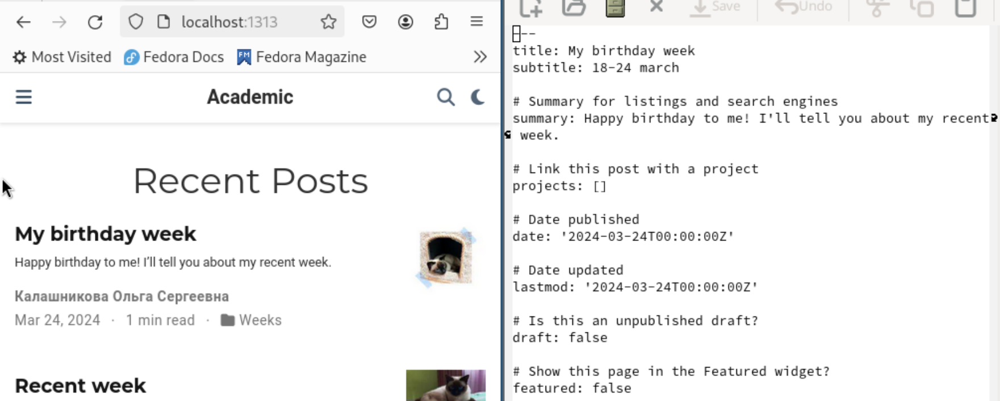 localhost:1313
Most Visited Fedora Docs FM Fedora Magazine
Academic
Recent Posts
My birthday week
Happy birthday to me! I'll tell you about my recent week.
Калашникова Ольга Сергеевна
Mar 24, 2024 · 1 min read · Weeks
Recent week
Save Undo
---
title: My birthday week
subtitle: 18-24 march
# Summary for listings and search engines
summary: Happy birthday to me! I'll tell you about my recent
week.
# Link this post with a project
projects: []
# Date published
date: '2024-03-24T00:00:00Z'
# Date updated
lastmod: '2024-03-24T00:00:00Z'
# Is this an unpublished draft?
draft: false
# Show this page in the Featured widget?
featured: false